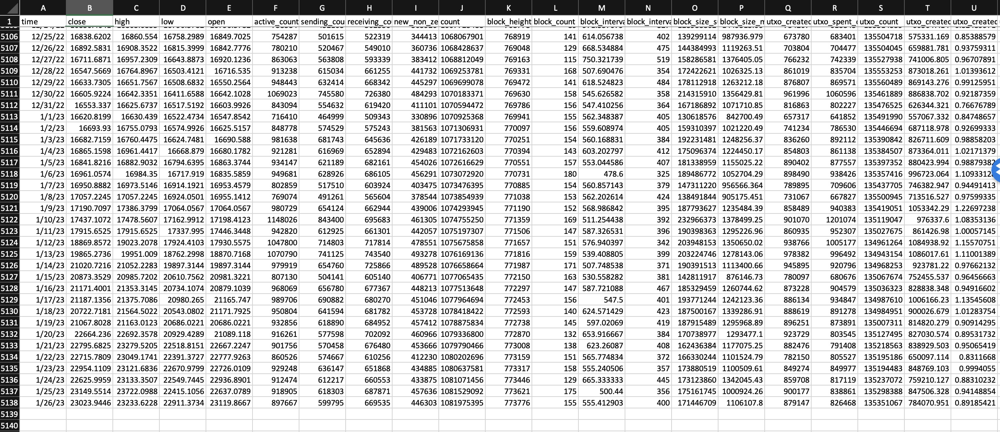 A B C D E F G H I J K L M N O P Q R S T U
1 time close high low open active_count sending_cou receiving_co new_non_ze count block_height block_count block_interva block_interva block_size_s block_size_m utxo_created utxo_spent_ utxo_count utxo_created utxo_created
5106 12/25/22 16838.6202 16860.554 16758.2989 16849.7025 754287 501615 522319 344413 1068067901 768919 141 614.056738 402 139299114 987936.979 673780 683401 135504718 575331.169 0.85388579
5107 12/26/22 16892.5831 16908.3522 16815.3999 16842.7776 780210 520467 549010 360736 1068428637 769048 129 668.534884 475 144384993 1119263.51 703804 704477 135504045 659881.781 0.93759311
5108 12/27/22 16711.6871 16957.2309 16643.8873 16920.1236 863063 563808 593339 383412 1068812049 769163 115 750.321739 519 158286581 1376405.05 766232 742339 135527938 741006.805 0.96707891
5109 12/28/22 16547.5669 16764.8967 16503.4121 16716.535 913238 615034 661255 441732 1069253781 769331 168 507.690476 354 172422621 1026325.13 861019 835704 135553253 873018.261 1.01393612
5110 12/29/22 16633.7305 16651.7567 16508.6832 16550.2564 948443 632414 668342 445297 1069699078 769472 141 618.524823 484 178112918 1263212.18 876807 869571 135560489 869143.276 0.99125951
5111 12/30/22 16605.9224 16642.3351 16411.6588 16642.1028 1069023 745580 726380 484293 1070183371 769630 158 545.626582 358 214315910 1356429.81 961996 1060596 135461889 886838.702 0.92187359
5112 12/31/22 16553.337 16625.6737 16517.5192 16603.9926 843094 554632 619420 411101 1070594472 769786 156 547.410256 364 167186892 1071710.85 816863 802227 135476525 626344.321 0.76676789
5113 1/1/23 16620.8199 16630.439 16522.4734 16547.8542 716410 464999 509343 330896 1070925368 769941 155 562.348387 405 130618576 842700.49 657317 641852 135491990 557067.332 0.84748657
5114 1/2/23 16693.93 16755.0793 16574.9926 16625.5157 848778 574529 575243 381563 1071306931 770097 156 559.608974 405 159310397 1021220.49 741234 786530 135446694 687118.978 0.92699333
5115 1/3/23 16682.7159 16760.4475 16624.7481 16690.588 981638 681743 645636 426189 1071733120 770251 154 560.168831 384 192231481 1248256.37 836260 892112 135390842 826711.609 0.98858203
5116 1/4/23 16865.1598 16961.4417 16668.879 16680.1782 921281 616969 652894 429483 1072162603 770394 143 603.202797 412 175096374 1224450.17 854803 861138 135384507 873364.011 1.02171379
5117 1/5/23 16841.8216 16882.9032 16794.6395 16863.3744 934147 621189 682161 454026 1072616629 770551 157 553.044586 407 181338959 1155025.22 890402 877557 135397352 880423.994 0.98879382
5118 1/6/23 16961.0574 16984.35 16717.919 16835.5859 949681 628926 686105 456291 1073072920 770731 180 478.6 325 189486772 1052704.29 898490 938426 135357416 996723.064
5119 1/7/23 16950.8882 16973.5146 16914.1921 16953.4579 802859 517510 603924 403475 1073476395 770885 154 560.857143 379 147311220 956566.364 789895 709606 135437705 746382.947 0.94491413
5120 1/8/23 17057.2245 17057.2245 16924.0501 16955.1412 769074 491261 565604 378544 1073854939 771038 153 562.202614 424 138491844 905175.451 731067 667827 135500945 713516.527 0.97599335
5121 1/9/23 17190.7097 17386.3799 17064.0567 17064.0567 980729 654124 662944 439006 1074293945 771190 152 568.986842 395 187793627 1235484.39 858489 940383 135419051 1053342.29 1.22697238
5122 1/10/23 17437.1072 17478.5607 17162.9912 17198.4123 1148026 843400 695683 461305 1074755250 771359 169 511.254438 392 232966373 1378499.25 901070 1201074 135119047 976337.6 1.08353136
5123 1/11/23 17915.6525 17915.6525 17337.995 17446.3448 942820 612925 661301 442057 1075197307 771506 147 587.326531 396 190398363 1295226.96 860935 952307 135027675 861426.98 1.00057145
5124 1/12/23 18869.8572 19023.2078 17924.4103 17930.5575 1047800 714803 717814 478551 1075675858 771657 151 576.940397 342 203948153 1350650.02 938766 1005177 134961264 1084938.92 1.15570751
5125 1/13/23 19865.2736 19951.009 18762.2998 18870.7168 1070790 741125 743540 493278 1076169136 771816 159 539.408805 399 203224746 1278143.06 978382 996492 134943154 1086017.61 1.11001389
5126 1/14/23 21020.7216 21052.2283 19897.3144 19897.3144 979919 654760 725866 489528 1076658664 771987 171 507.748538 371 190391513 1113400.66 945895 920796 134968253 923781.22 0.97662132
5127 1/15/23 20873.3529 20985.7202 20610.7562 20981.3221 807130 504141 605140 406771 1077065435 772150 163 530.558282 381 142811917 876146.73 780097 680676 135067674 752455.537 0.96456663
5128 1/16/23 21171.4001 21353.3145 20734.1074 20879.1039 968069 656780 677367 448213 1077513648 772297 147 587.721088 467 185329459 1260744.62 873228 904579 135036323 828838.348 0.94916602
5129 1/17/23 21187.1356 21375.7086 20980.265 21165.747 989706 690882 680270 451046 1077964694 772453 156 547.5 401 193771244 1242123.36 886134 934847 134987610 1006166.23 1.13545608
5130 1/18/23 20722.7181 21564.5022 20543.0802 21171.7925 950804 641594 681782 453728 1078418422 772593 140 624.571429 423 187500167 1339286.91 888619 891278 134984951 900026.679 1.01283754
5131 1/19/23 21067.8028 21163.0123 20686.0221 20686.0221 932856 618890 684952 457412 1078875834 772738 145 597.02069 419 187915489 1295968.89 896251 873891 135007311 814820.279 0.90914295
5132 1/20/23 22664.236 22692.3578 20929.4289 21089.118 916261 577598 702092 460966 1079336800 772870 132 653.916667 384 170738977 1293477.1 923729 803545 135127495 827030.574 0.89531732
5133 1/21/23 22795.6825 23279.5205 22518.8151 22667.2247 901756 570458 676480 453666 1079790466 773008 138 623.26087 408 162436384 1177075.25 882476 791408 135218563 838929.503 0.95065419
5134 1/22/23 22715.7809 23049.1741 22391.3727 22777.9263 860526 574667 610256 412230 1080202696 773159 151 565.774834 372 166330244 1101524.79 782150 805527 135195186 650097.114 0.8311668
5135 1/23/23 22954.1109 23121.6836 22670.9799 22726.0109 929248 636147 651868 434885 1080637581 773317 158 555.240506 357 173880519 1100509.61 849274 849977 135194483 848769.103 0.9994055
5136 1/24/23 22625.9959 23133.3507 22549.7445 22936.8901 912474 612217 660553 433875 1081071456 773446 129 665.333333 445 173123860 1342045.43 859708 817119 135237072 759210.127 0.88310232
5137 1/25/23 23149.5514 23722.0988 22415.1056 22637.0789 918905 618303 687871 457636 1081529092 773621 175 500.44 356 175161745 1000924.26 900177 838861 135298388 847506.328 0.94148854
5138 1/26/23 23023.9446 23233.6228 22911.3734 23119.8667 897667 599795 669535 446303 1081975395 773776 155 555.412903 400 171446709 1106107.8 879147 826468 135351067 784070.951 0.89185421
5139
5140